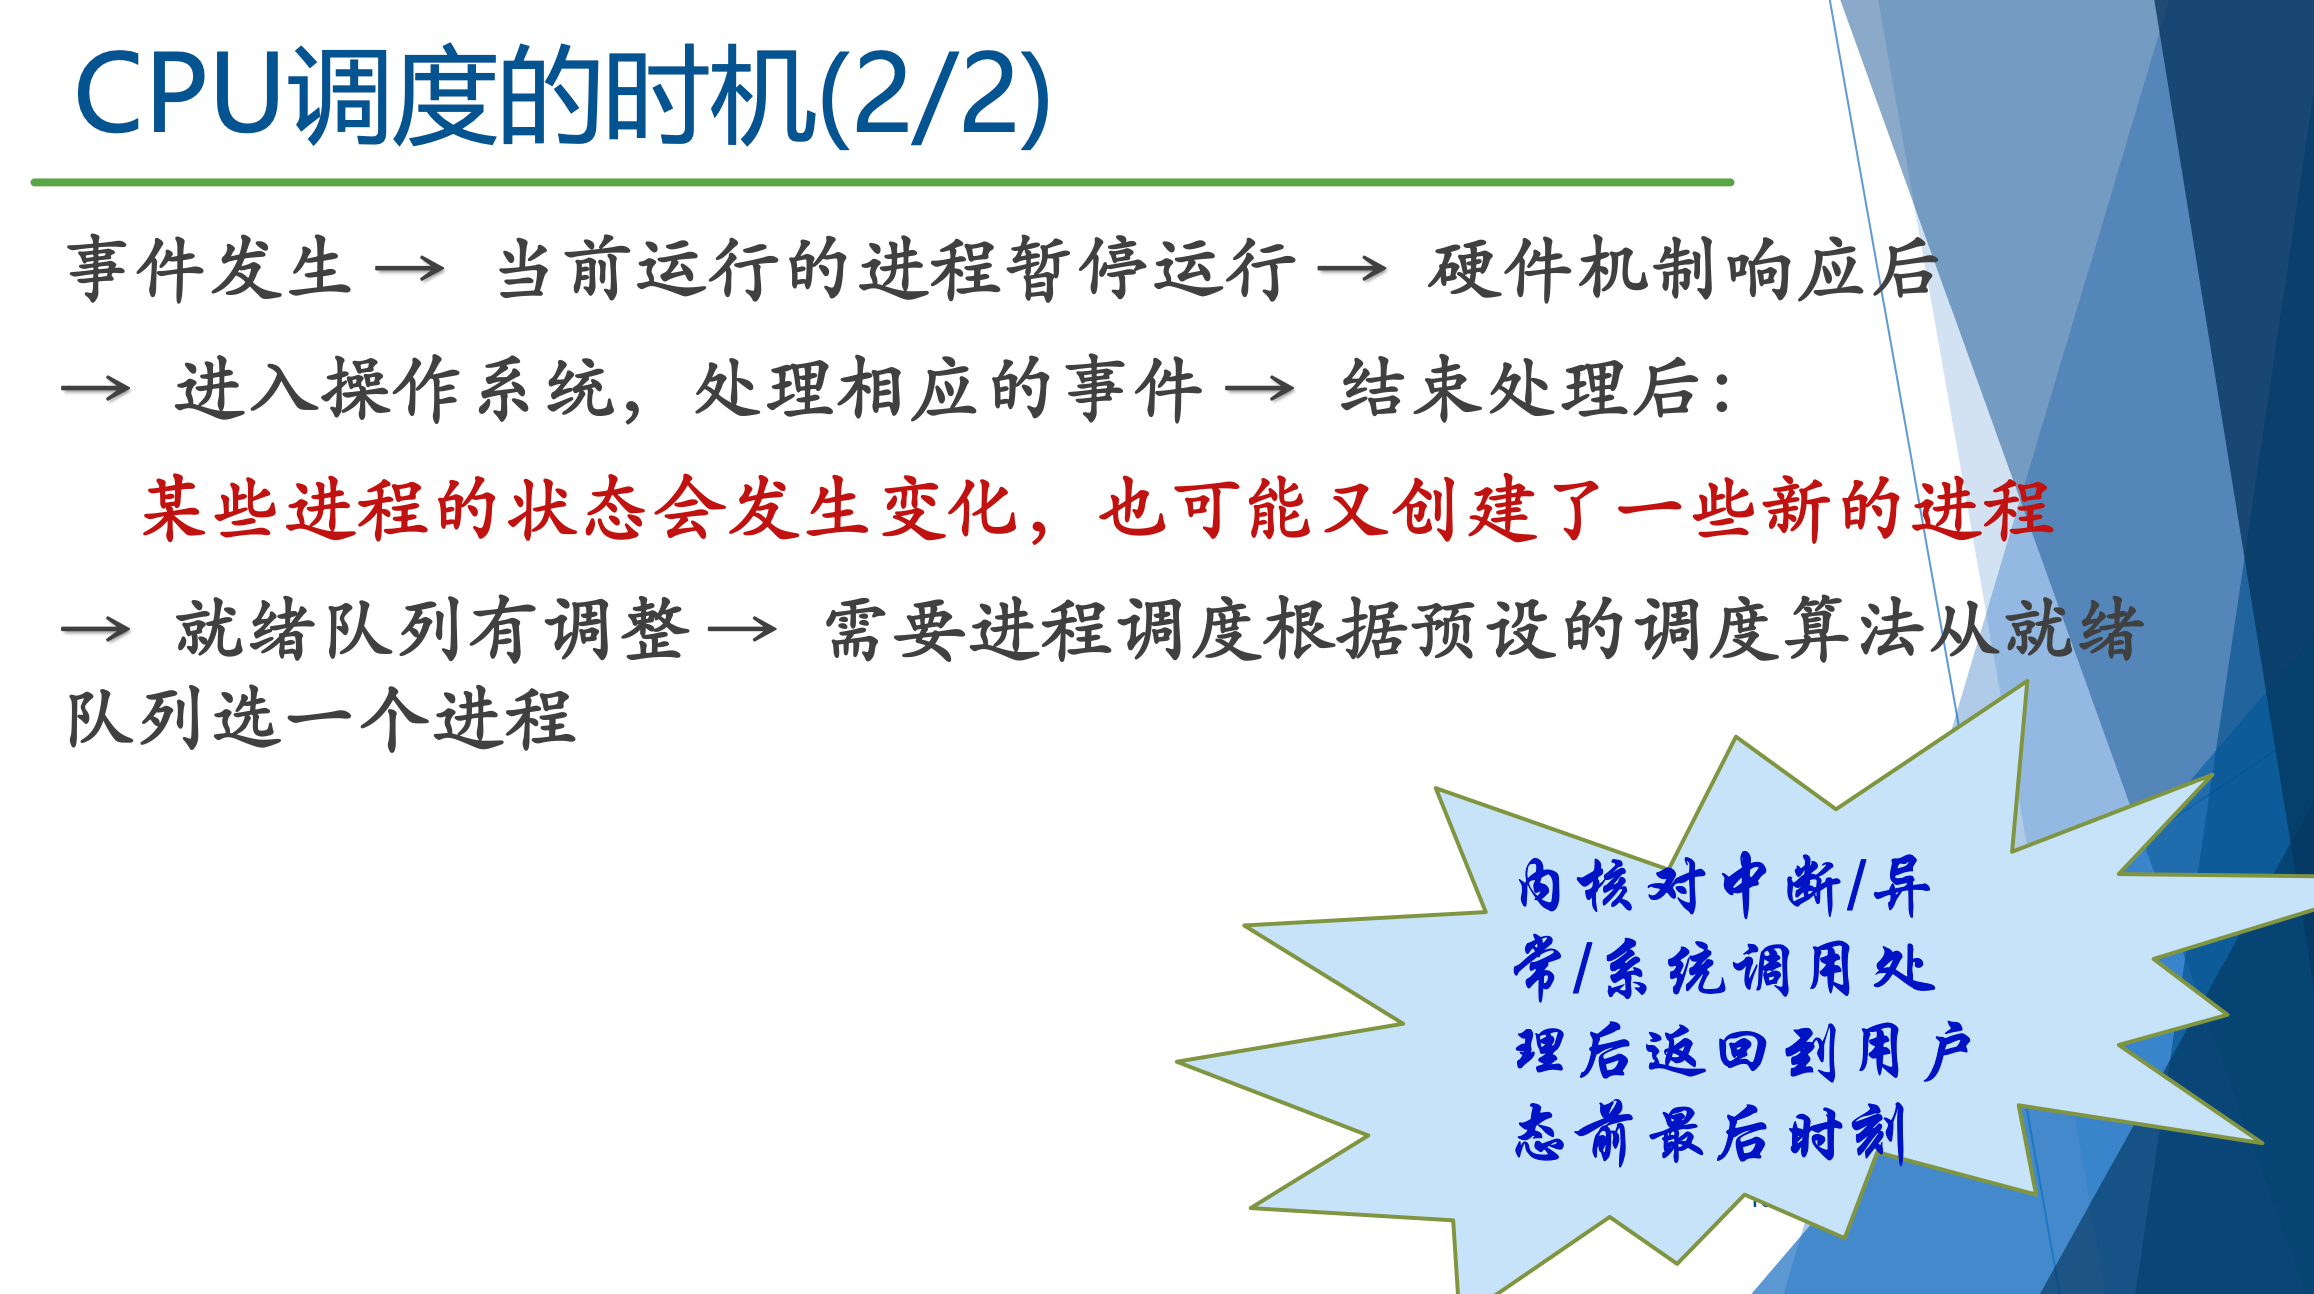 CPU调度的时机(2/2)
事件发生 → 当前运行的进程暂停运行 → 硬件机制响应后
→ 进入操作系统，处理相应的事件 → 结束处理后：
某些进程的状态会发生变化，也可能又创建了一些新的进程
→ 就绪队列有调整 → 需要进程调度根据预设的调度算法从就绪
队列选一个进程
内核对中断/异
常/系统调用处
理后返回到用户
态前最后时刻